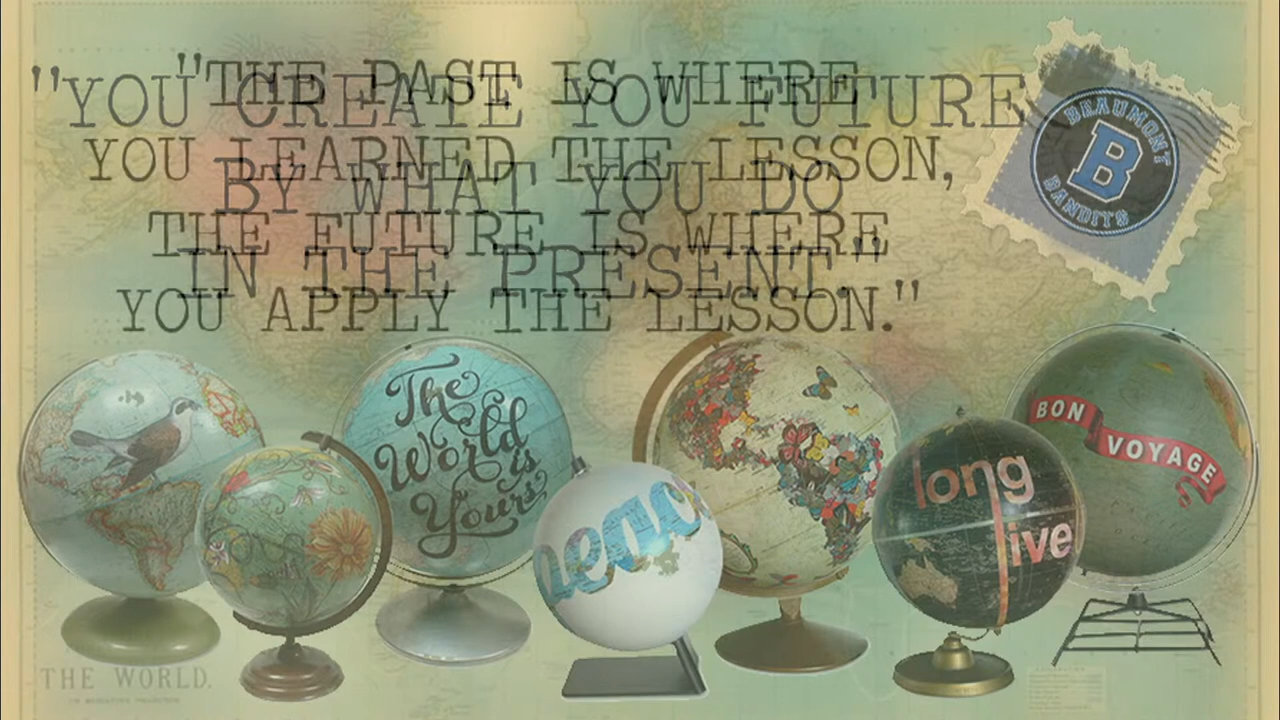 "THE PAST IS WHERE
YOU LEARNED THE LESSON,
THE FUTURE IS WHERE
YOU APPLY THE LESSON."
"YOU CREATE YOU FUTURE
BY WHAT YOU DO
IN THE PRESENT."
BEAUMONT
B
BANDITS
The
World
is
Yours
peace
long
live
BON VOYAGE
THE WORLD.